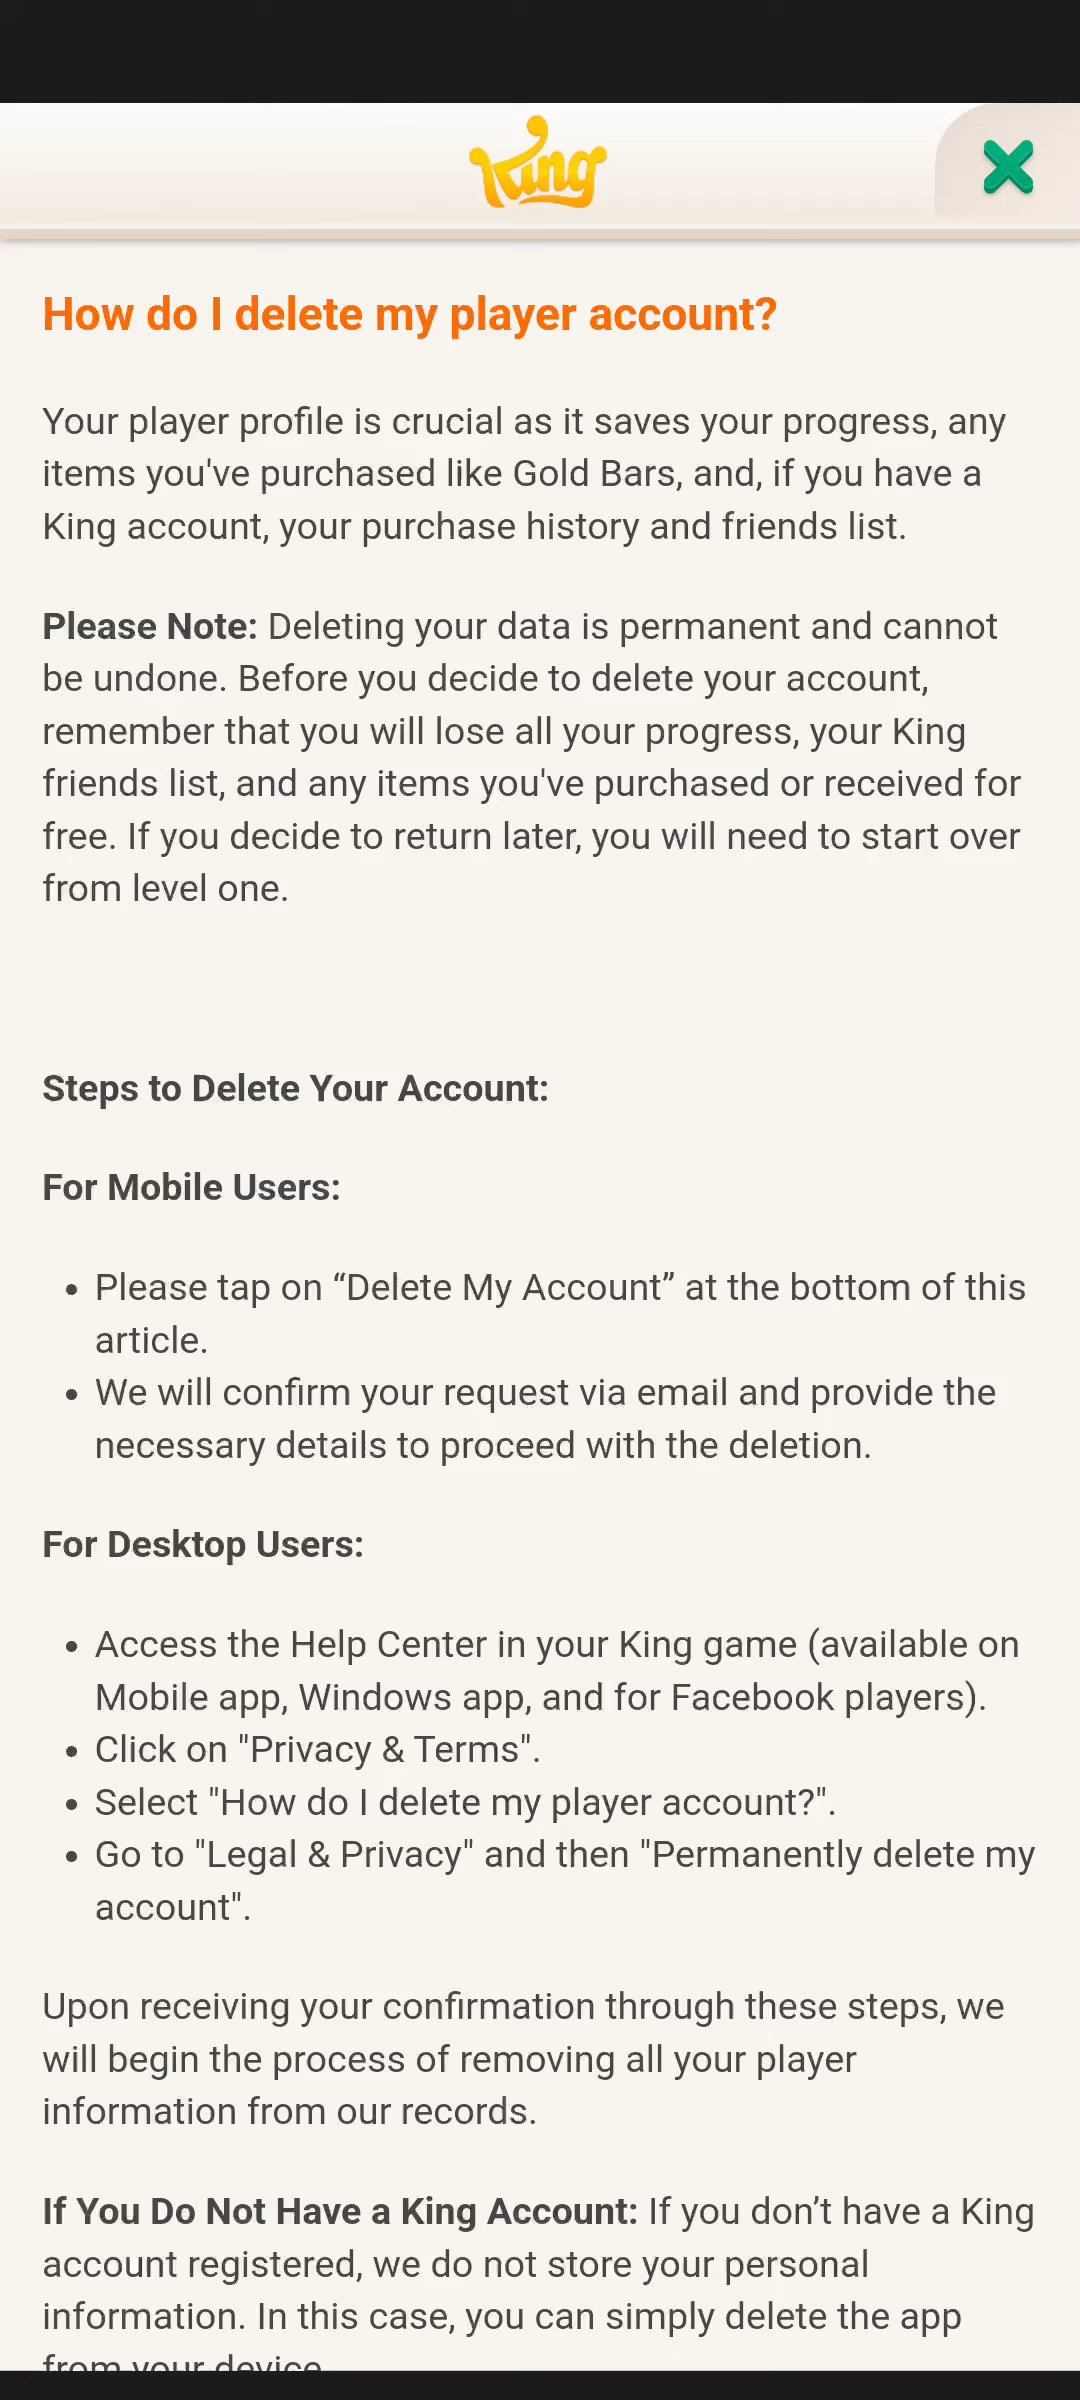 King
How do I delete my player account?
Your player profile is crucial as it saves your progress, any
items you've purchased like Gold Bars, and, if you have a
King account, your purchase history and friends list.
Please Note: Deleting your data is permanent and cannot
be undone. Before you decide to delete your account,
remember that you will lose all your progress, your King
friends list, and any items you've purchased or received for
free. If you decide to return later, you will need to start over
from level one.
Steps to Delete Your Account:
For Mobile Users:
• Please tap on “Delete My Account” at the bottom of this
article.
• We will confirm your request via email and provide the
necessary details to proceed with the deletion.
For Desktop Users:
• Access the Help Center in your King game (available on
Mobile app, Windows app, and for Facebook players).
• Click on "Privacy & Terms".
• Select "How do I delete my player account?".
• Go to "Legal & Privacy" and then "Permanently delete my
account".
Upon receiving your confirmation through these steps, we
will begin the process of removing all your player
information from our records.
If You Do Not Have a King Account: If you don’t have a King
account registered, we do not store your personal
information. In this case, you can simply delete the app
from your device